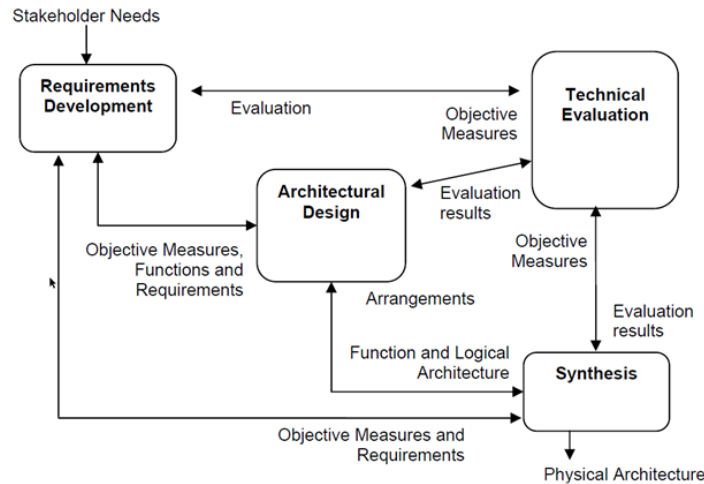 Stakeholder Needs
Requirements
Development
Technical
Evaluation
Evaluation
Objective
Measures
Architectural
Design
Evaluation
results
Objective Measures,
Functions and
Requirements
Objective
Measures
Arrangements
Evaluation
results
Function and Logical
Architecture
Synthesis
Objective Measures and
Requirements
Physical Architecture